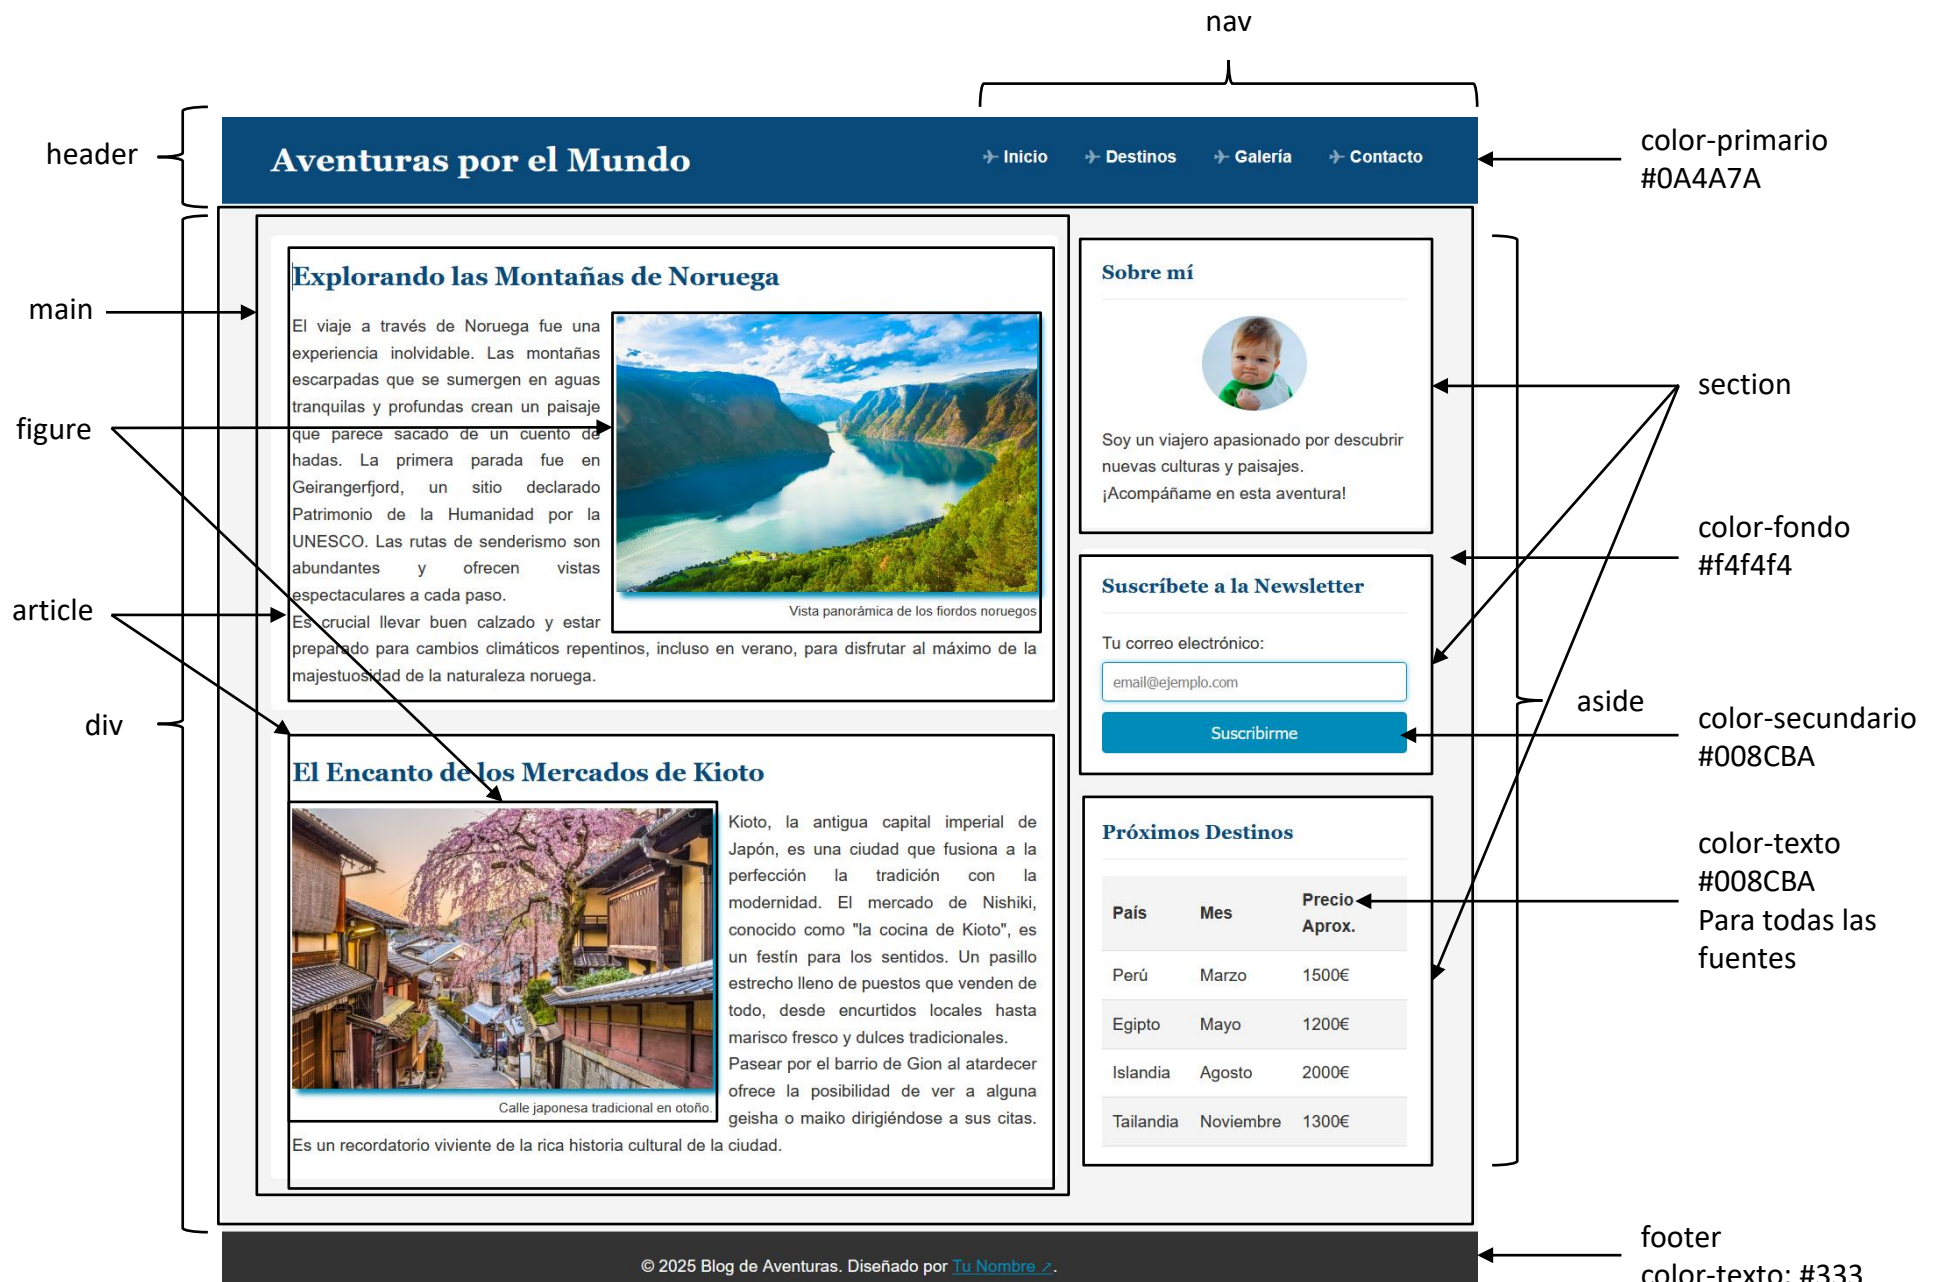 nav
header
Aventuras por el Mundo
✈ Inicio ✈ Destinos ✈ Galería ✈ Contacto
color-primario
#0A4A7A
main
figure
article
div
Explorando las Montañas de Noruega
El viaje a través de Noruega fue una
experiencia inolvidable. Las montañas
escarpadas que se sumergen en aguas
tranquilas y profundas crean un paisaje
que parece sacado de un cuento de
hadas. La primera parada fue en
Geirangerfjord, un sitio declarado
Patrimonio de la Humanidad por la
UNESCO. Las rutas de senderismo son
abundantes y ofrecen vistas
espectaculares a cada paso.
Es crucial llevar buen calzado y estar
preparado para cambios climáticos repentinos, incluso en verano, para disfrutar al máximo de la
majestuosidad de la naturaleza noruega.
Vista panorámica de los fiordos noruegos
El Encanto de los Mercados de Kioto
Kioto, la antigua capital imperial de
Japón, es una ciudad que fusiona a la
perfección la tradición con la
modernidad. El mercado de Nishiki,
conocido como "la cocina de Kioto", es
un festín para los sentidos. Un pasillo
estrecho lleno de puestos que venden de
todo, desde encurtidos locales hasta
marisco fresco y dulces tradicionales.
Pasear por el barrio de Gion al atardecer
ofrece la posibilidad de ver a alguna
geisha o maiko dirigiéndose a sus citas.
Es un recordatorio viviente de la rica historia cultural de la ciudad.
Calle japonesa tradicional en otoño.
Sobre mí
Soy un viajero apasionado por descubrir
nuevas culturas y paisajes.
¡Acompáñame en esta aventura!
Suscríbete a la Newsletter
Tu correo electrónico:
email@ejemplo.com
Suscribirme
Próximos Destinos
País Mes Precio
Aprox.
Perú Marzo 1500€
Egipto Mayo 1200€
Islandia Agosto 2000€
Tailandia Noviembre 1300€
section
color-fondo
#f4f4f4
aside
color-secundario
#008CBA
color-texto
#008CBA
Para todas las
fuentes
© 2025 Blog de Aventuras. Diseñado por Tu Nombre ↗.
footer
color-texto: #333